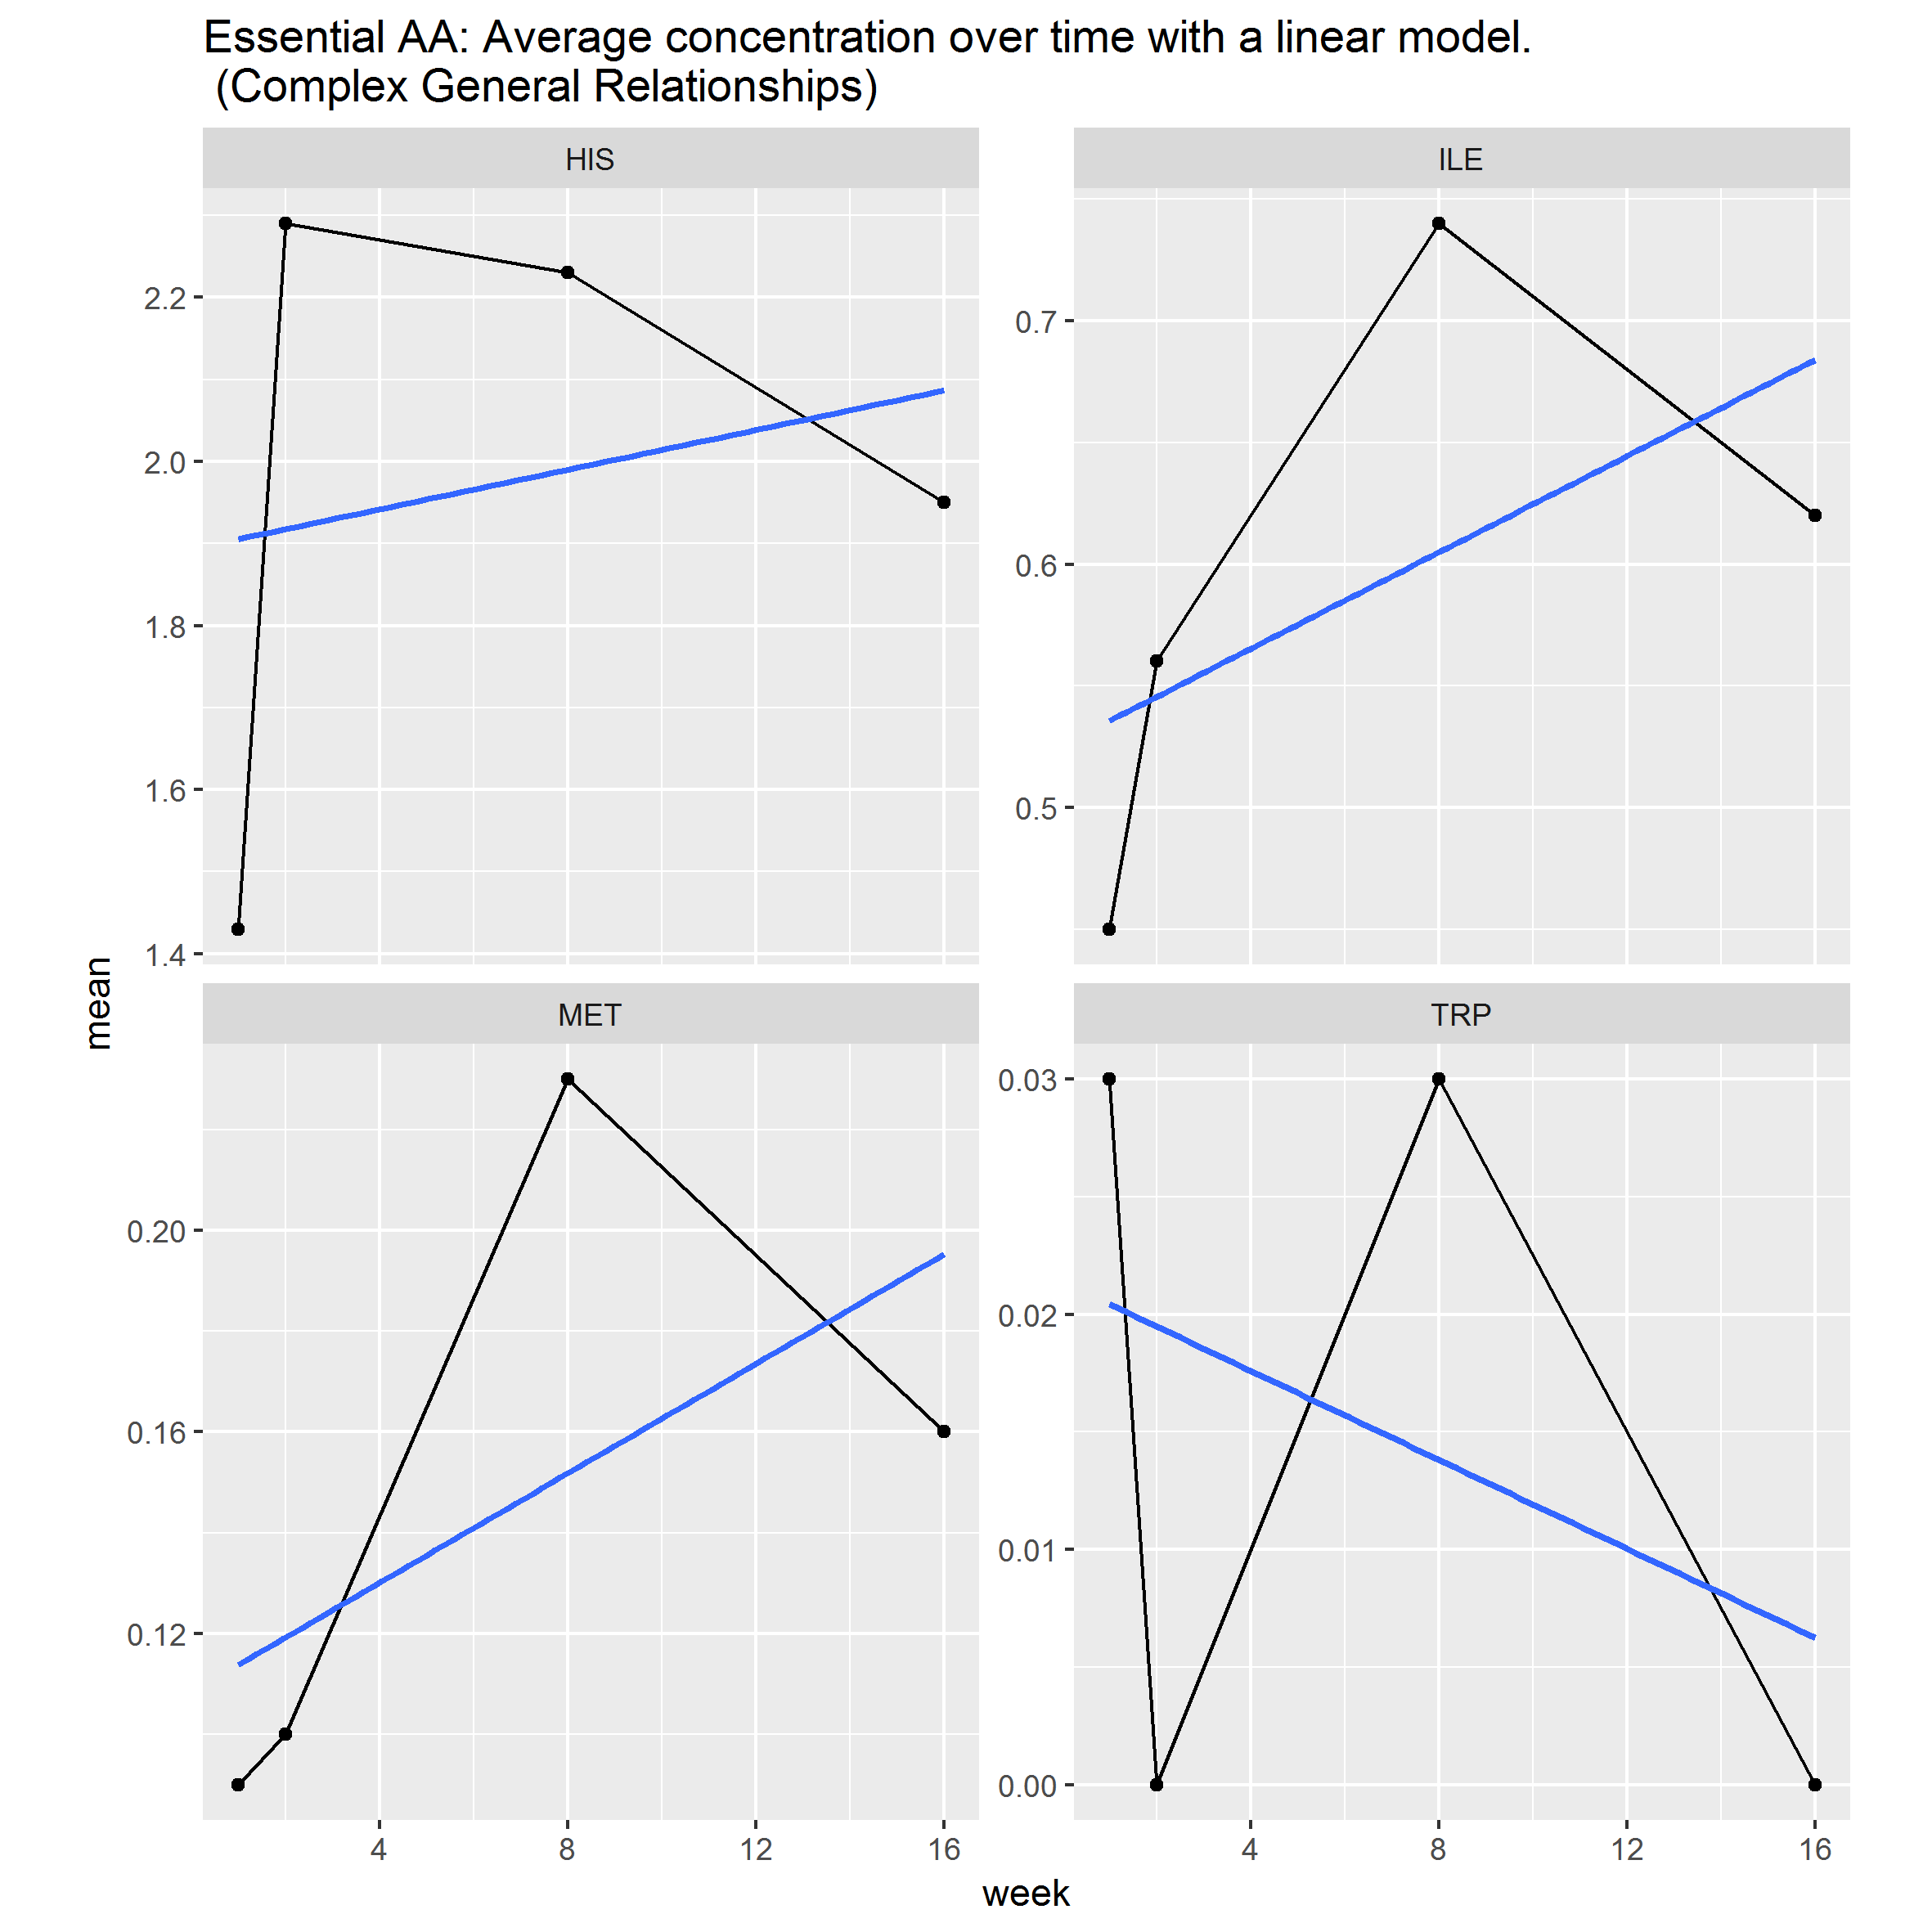 Essential AA: Average concentration over time with a linear model.
(Complex General Relationships)
HIS
ILE
2.2
2.0
1.8
1.6
1.4
0.7
0.6
0.5
mean
MET
TRP
0.20
0.16
0.12
0.03
0.02
0.01
0.00
4 8 12 16
4 8 12 16
week